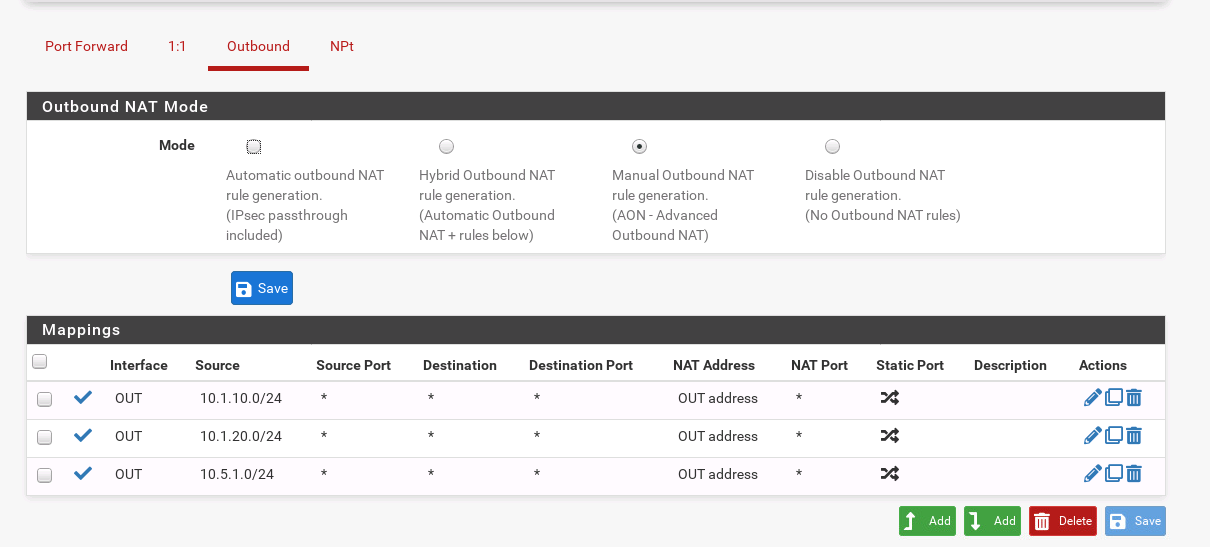 Port Forward 1:1 Outbound NPt
Outbound NAT Mode
Mode
Automatic outbound NAT
rule generation.
(IPsec passthrough
included)
Hybrid Outbound NAT
rule generation.
(Automatic Outbound
NAT + rules below)
Manual Outbound NAT
rule generation.
(AON - Advanced
Outbound NAT)
Disable Outbound NAT
rule generation.
(No Outbound NAT rules)
Save
Mappings
Interface Source Source Port Destination Destination Port NAT Address NAT Port Static Port Description Actions
OUT 10.1.10.0/24 * * * OUT address *
OUT 10.1.20.0/24 * * * OUT address *
OUT 10.5.1.0/24 * * * OUT address *
Add Add Delete Save